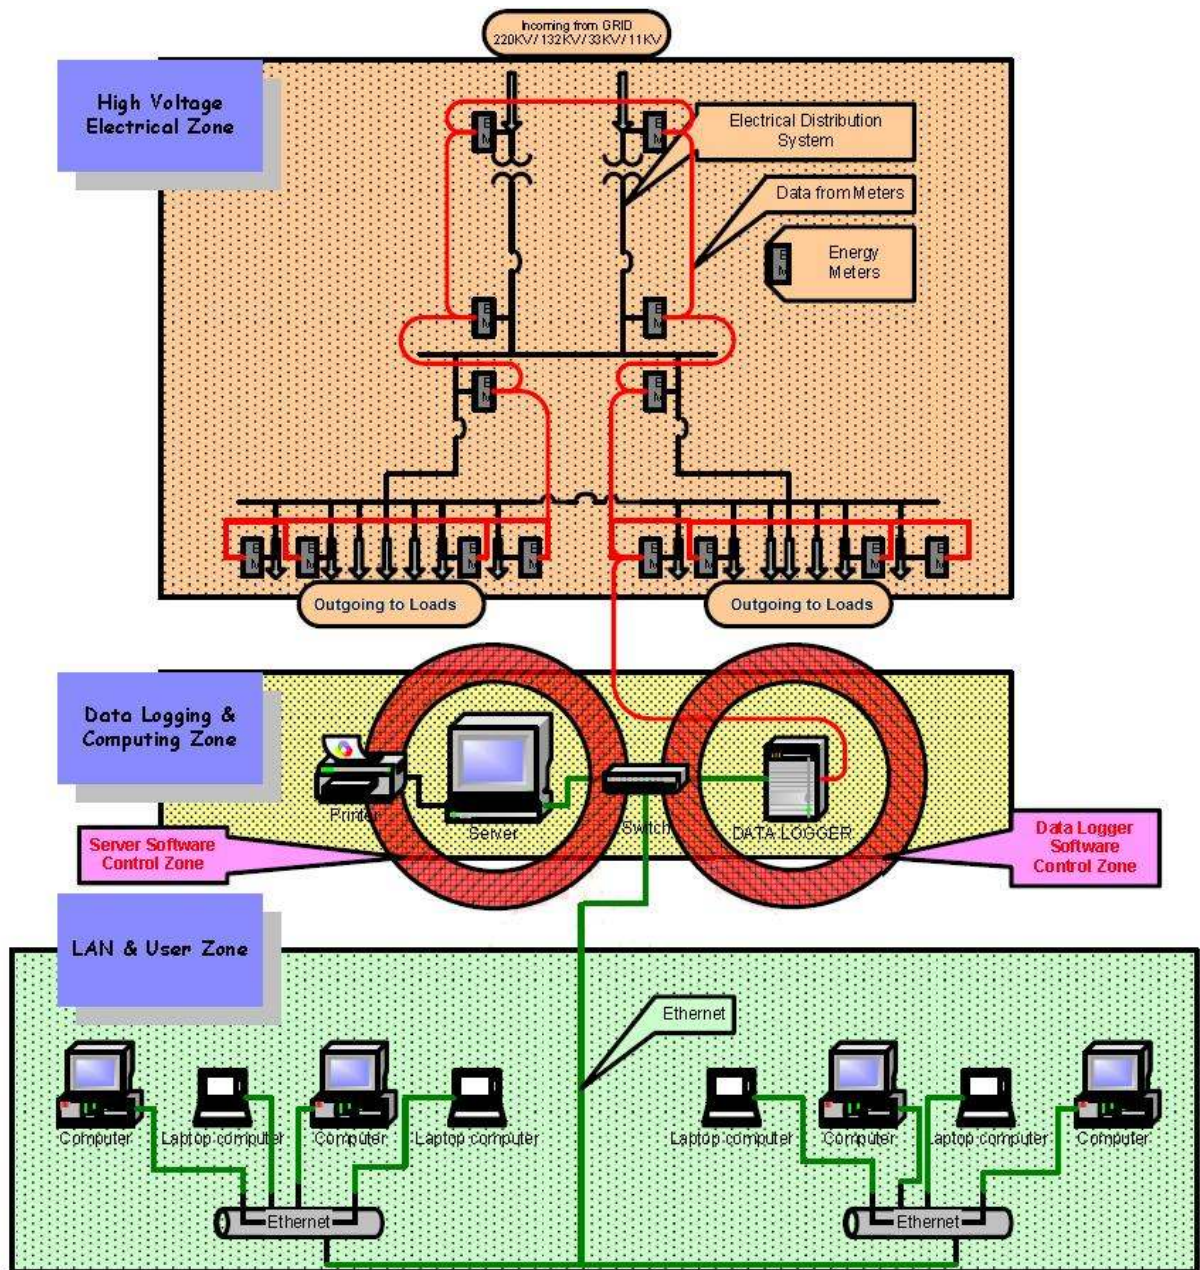 Incoming from GRID
220KV/ 132KV/ 33KV/ 11KV
High Voltage
Electrical Zone
Electrical Distribution
System
Data from Meters
Energy
Meters
E
M
E
M
E
M
E
M
E
M
E
M
E
M
E
M
E
M
E
M
E
M
E
M
E
M
E
M
E
M
Outgoing to Loads
Outgoing to Loads
Data Logging &
Computing Zone
Printer
Server
Switch
DATA LOGGER
Server Software
Control Zone
Data Logger
Software
Control Zone
LAN & User Zone
Ethernet
Computer
Laptop computer
Computer
Laptop computer
Laptop computer
Computer
Laptop computer
Computer
Ethernet
Ethernet